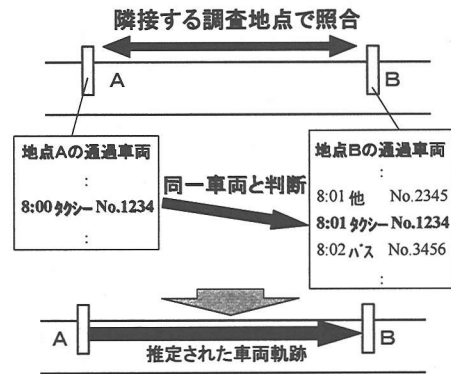 隣接する調査地点で照合
A
B
地点Aの通過車両
:
8:00 タクシー No.1234
:
同一車両と判断
地点Bの通過車両
:
8:01 他 No.2345
8:01 タクシー No.1234
8:02 バス No.3456
:
A
B
推定された車両軌跡